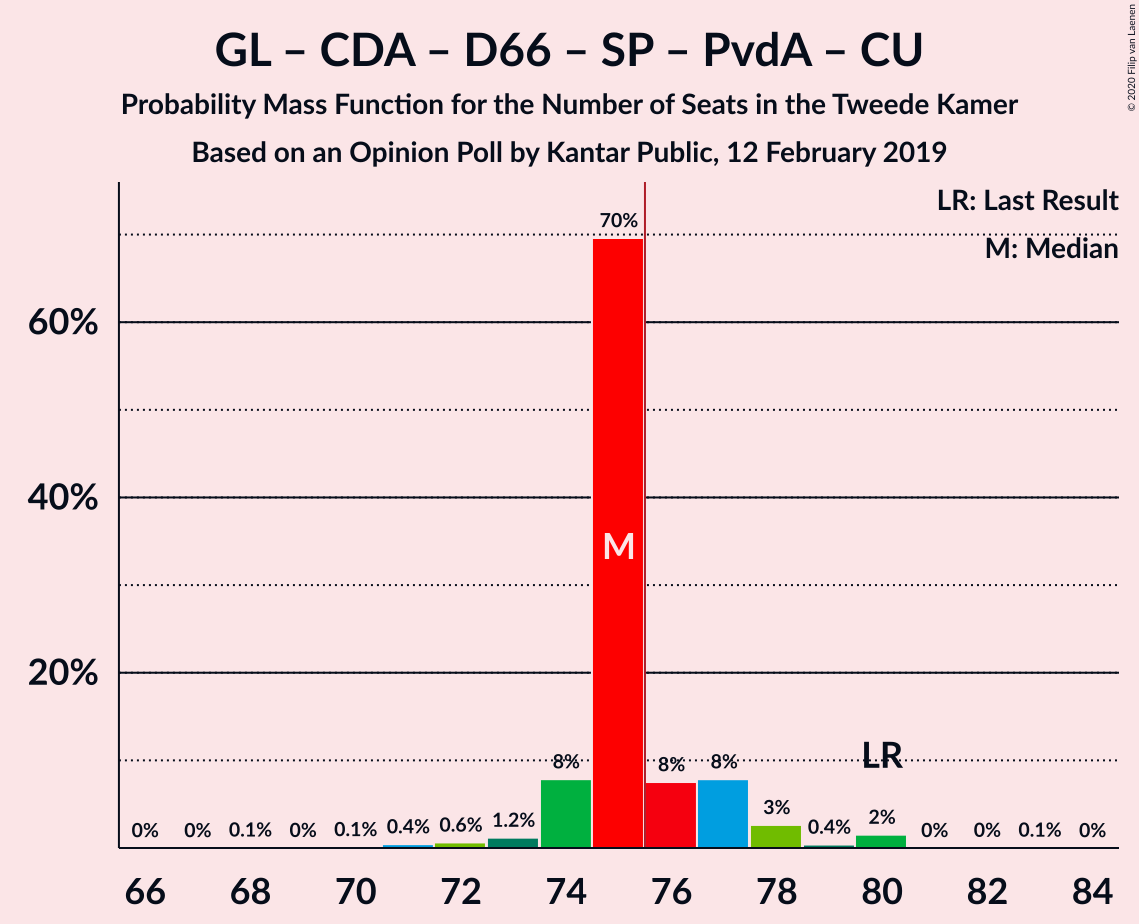 GL – CDA – D66 – SP – PvdA – CU
Probability Mass Function for the Number of Seats in the Tweede Kamer
Based on an Opinion Poll by Kantar Public, 12 February 2019
© 2020 Filip van Laenen
LR: Last Result
M: Median
70%
60%
40%
M
20%
LR
0% 0% 0.1% 0% 0.1% 0.4% 0.6% 1.2% 8% 8% 8% 3% 0.4% 2% 0% 0% 0.1% 0%
66 68 70 72 74 76 78 80 82 84